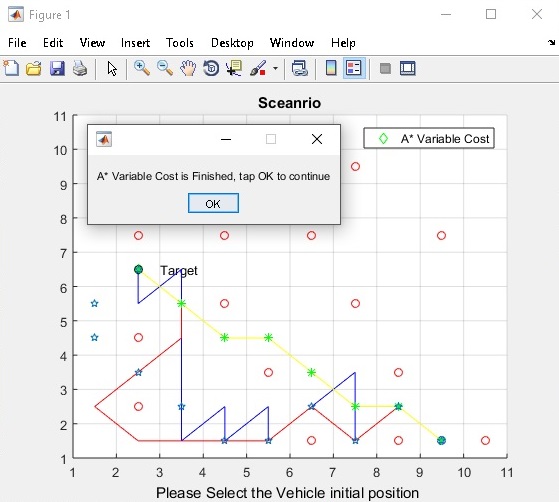 Figure 1
File Edit View Insert Tools Desktop Window Help
Sceanrio
11
A* Variable Cost
10
A* Variable Cost is Finished, tap OK to continue
9
OK
8
7
Target
6
5
4
3
2
1
1 2 3 4 5 6 7 8 9 10 11
Please Select the Vehicle initial position